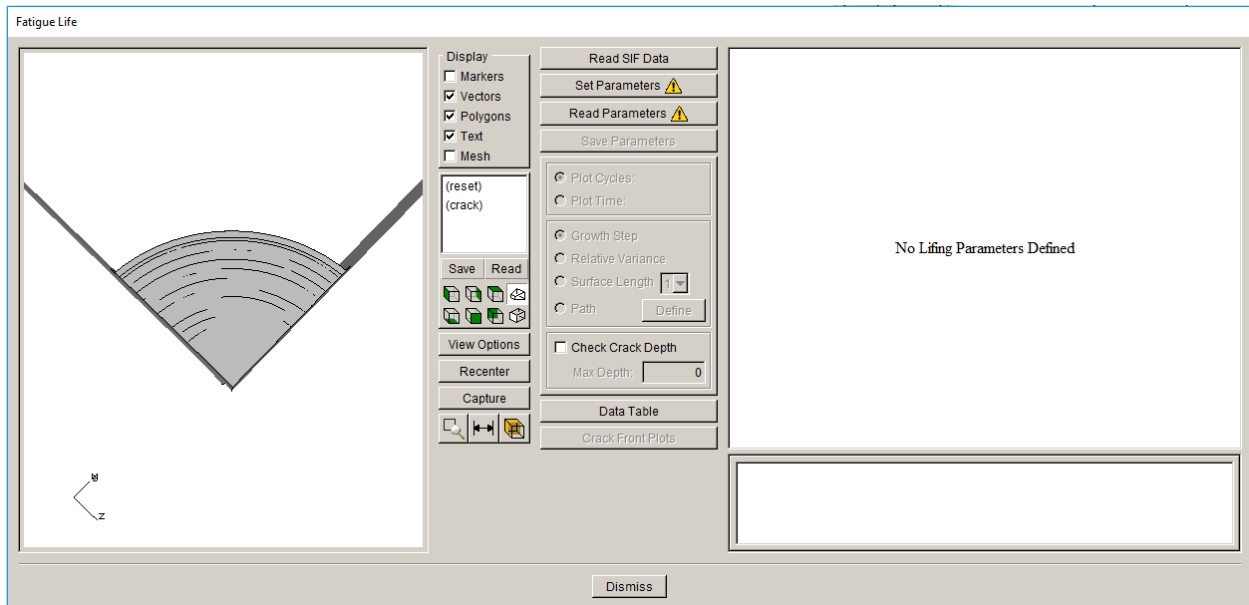 Fatigue Life
Display
Markers
Vectors
Polygons
Text
Mesh
(reset)
(crack)
Save Read
View Options
Recenter
Capture
Read SIF Data
Set Parameters
Read Parameters
Save Parameters
Plot Cycles:
Plot Time:
Growth Step
Relative Variance
Surface Length 1
Path Define
Check Crack Depth
Max Depth: 0
Data Table
Crack Front Plots
No Lifing Parameters Defined
z
Dismiss